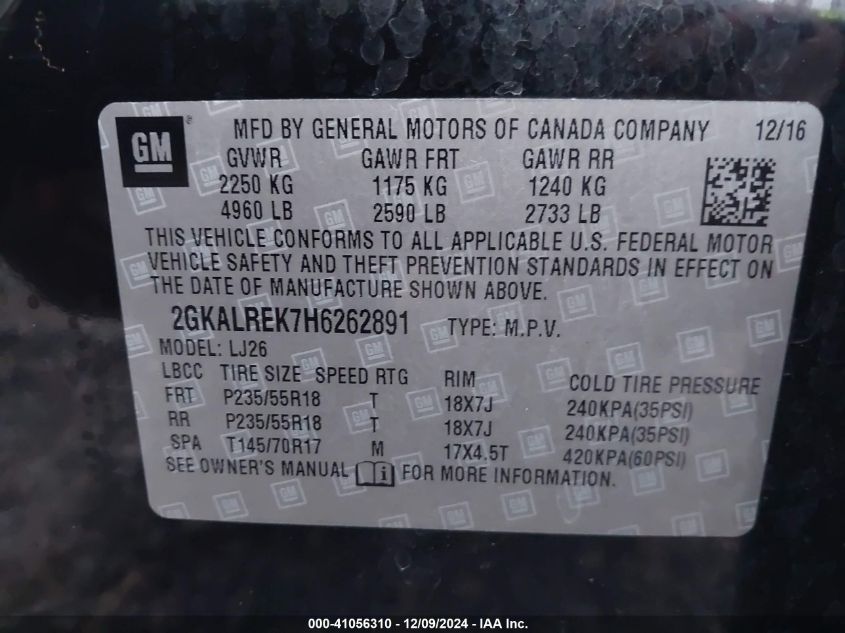 GM ® MFD BY GENERAL MOTORS OF CANADA COMPANY 12/16
GVWR GAWR FRT GAWR RR
2250 KG 1175 KG 1240 KG
4960 LB 2590 LB 2733 LB
THIS VEHICLE CONFORMS TO ALL APPLICABLE U.S. FEDERAL MOTOR
VEHICLE SAFETY AND THEFT PREVENTION STANDARDS IN EFFECT ON
THE DATE OF MANUFACTURE SHOWN ABOVE.
2GKALREK7H6262891 TYPE: M.P.V.
MODEL: LJ26
LBCC TIRE SIZE SPEED RTG RIM COLD TIRE PRESSURE
FRT P235/55R18 T 18X7J 240KPA(35PSI)
RR P235/55R18 T 18X7J 240KPA(35PSI)
SPA T145/70R17 M 17X4.5T 420KPA(60PSI)
SEE OWNER'S MANUAL i FOR MORE INFORMATION.
000-41056310 - 12/09/2024 - IAA Inc.